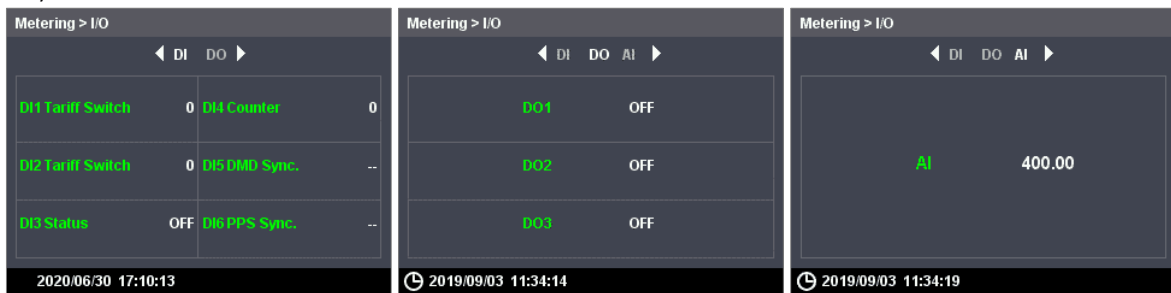 Metering > I/O
DI DO
DI1 Tariff Switch 0 DI4 Counter 0
DI2 Tariff Switch 0 DI5 DMD Sync. --
DI3 Status OFF DI6 PPS Sync. --
2020/06/30 17:10:13
Metering > I/O
DI DO AI
DO1 OFF
DO2 OFF
DO3 OFF
2019/09/03 11:34:14
Metering > I/O
DI DO AI
AI 400.00
2019/09/03 11:34:19